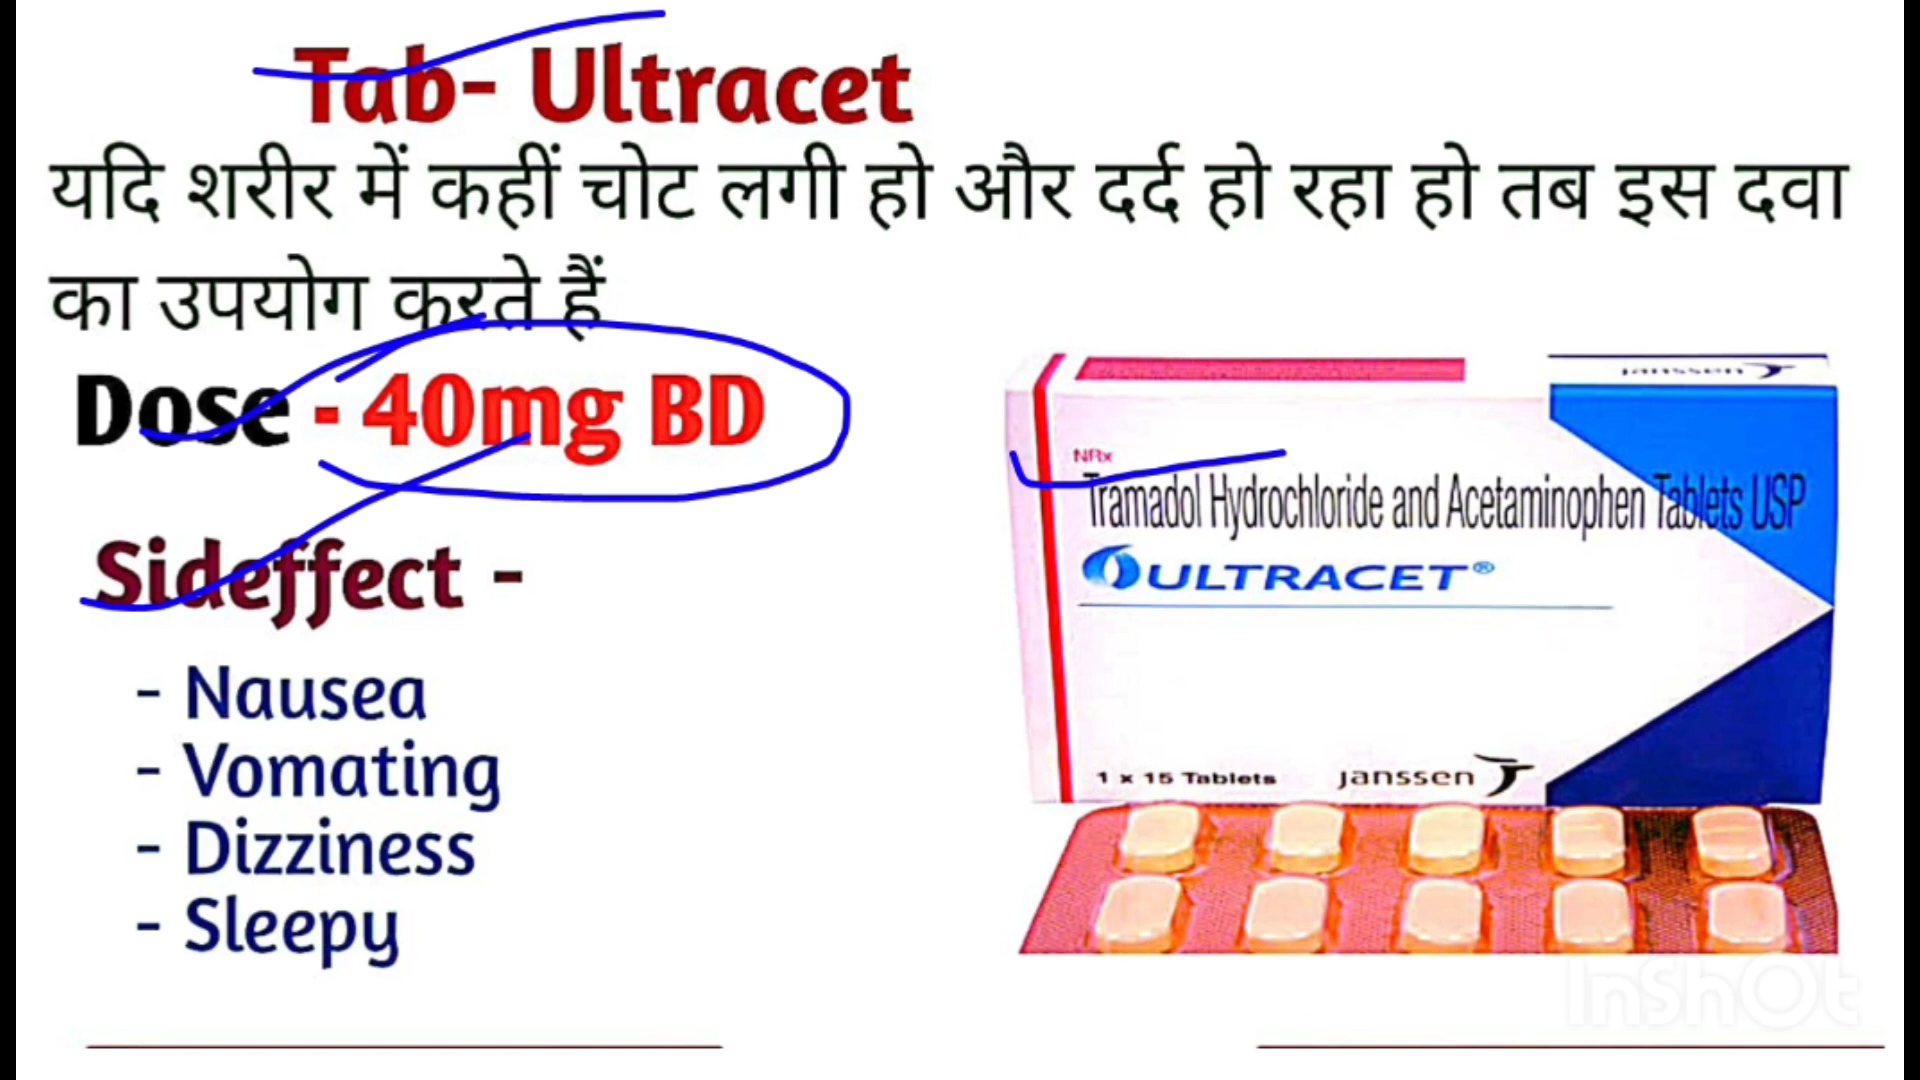 Tab- Ultracet
यदि शरीर में कहीं चोट लगी हो और दर्द हो रहा हो तब इस दवा
का उपयोग करते हैं
Dose - 40mg BD
Sideffect -
- Nausea
- Vomating
- Dizziness
- Sleepy
janssen
NRx
Tramadol Hydrochloride and Acetaminophen Tablets USP
ULTRACET®
1 x 15 Tablets janssen
InShOt